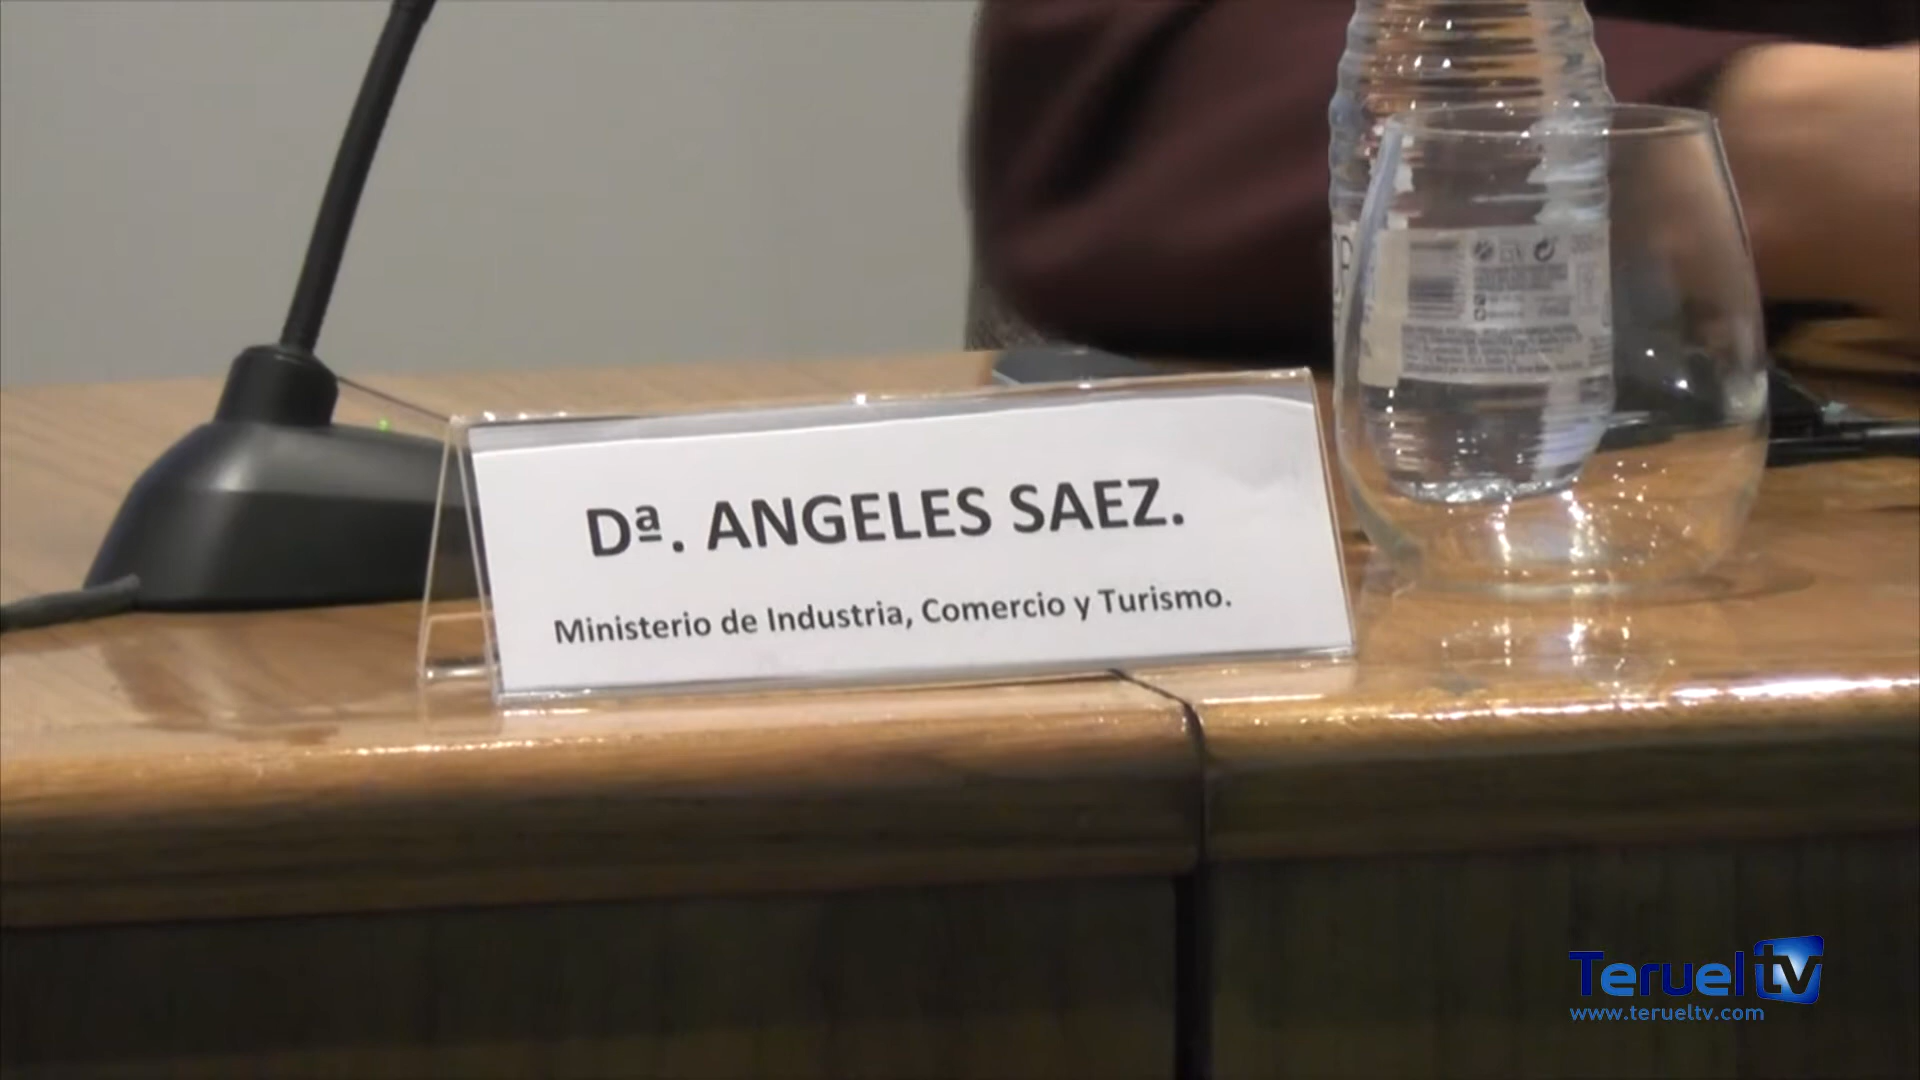 Dª. ANGELES SAEZ.
Ministerio de Industria, Comercio y Turismo.
Teruel tv
www.terueltv.com